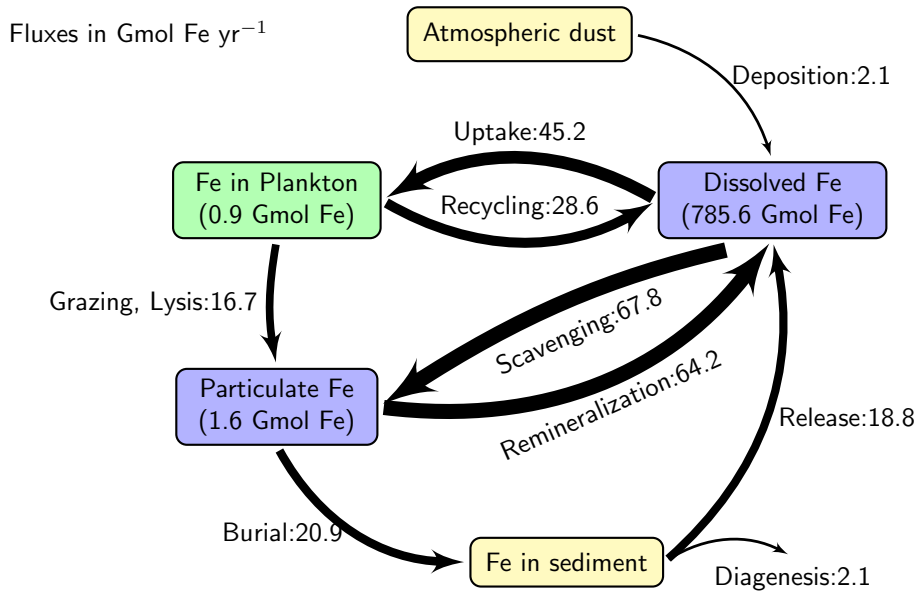 Fluxes in Gmol Fe yr⁻¹
Atmospheric dust
Deposition:2.1
Uptake:45.2
Fe in Plankton
(0.9 Gmol Fe)
Dissolved Fe
(785.6 Gmol Fe)
Recycling:28.6
Grazing, Lysis:16.7
Scavenging:67.8
Particulate Fe
(1.6 Gmol Fe)
Remineralization:64.2
Release:18.8
Burial:20.9
Fe in sediment
Diagenesis:2.1